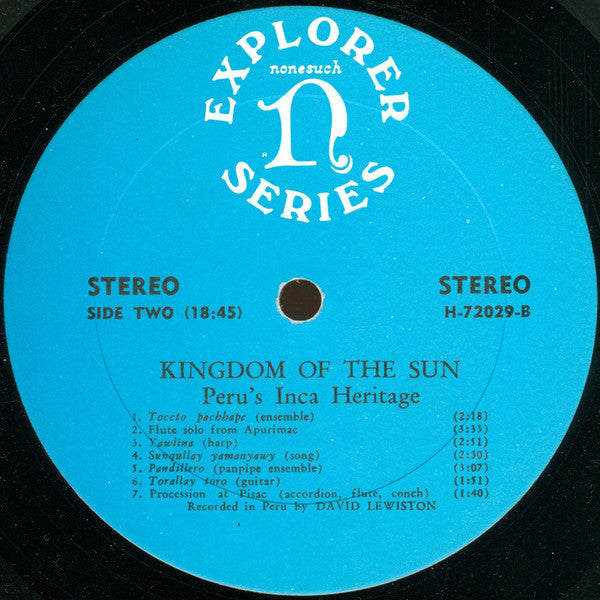 EXPLORER
nonesuch
n
SERIES
STEREO STEREO
SIDE TWO (18:45) H-72029-B
KINGDOM OF THE SUN
Peru's Inca Heritage
1. Toccto pachhape (ensemble) (2:18)
2. Flute solo from Apurimac (3:33)
3. Yawlina (harp) (2:51)
4. Sunqullay yamanyawy (song) (2:30)
5. Pandillero (panpipe ensemble) (3:07)
6. Torallay toro (guitar) (1:51)
7. Procession at Pisac (accordion, flute, conch) (1:40)
Recorded in Peru by DAVID LEWISTON